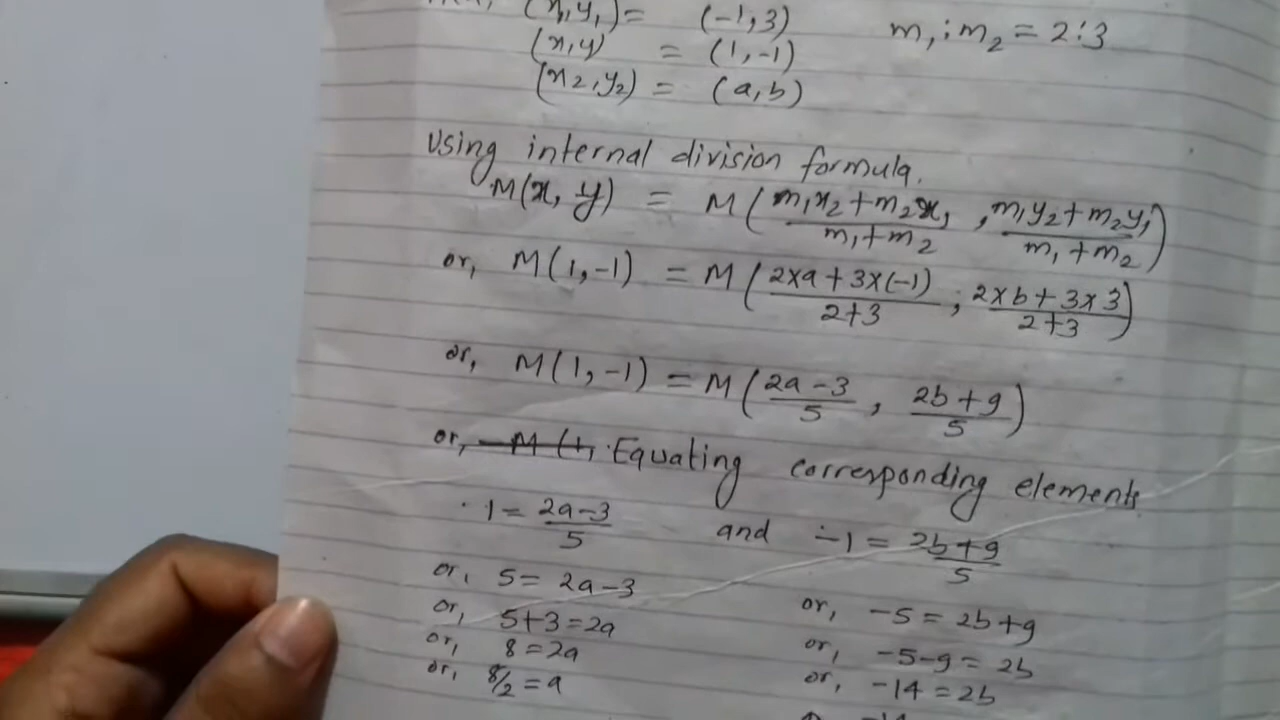 (x₁, y₁) = (-1, 3) m₁ : m₂ = 2:3
(x, y) = (1, -1)
(x₂, y₂) = (a, b)
Using internal division formula,
M(x, y) = M((m₁x₂ + m₂x₁)/(m₁ + m₂), (m₁y₂ + m₂y₁)/(m₁ + m₂))
or, M(1, -1) = M((2×a + 3×(-1))/(2+3), (2×b + 3×3)/(2+3))
or, M(1, -1) = M((2a - 3)/5, (2b + 9)/5)
or, Equating corresponding elements
1 = (2a-3)/5 and -1 = (2b+9)/5
or, 5 = 2a-3 or, -5 = 2b+9
or, 5+3 = 2a or, -5-9 = 2b
or, 8 = 2a or, -14 = 2b
or, 8/2 = a